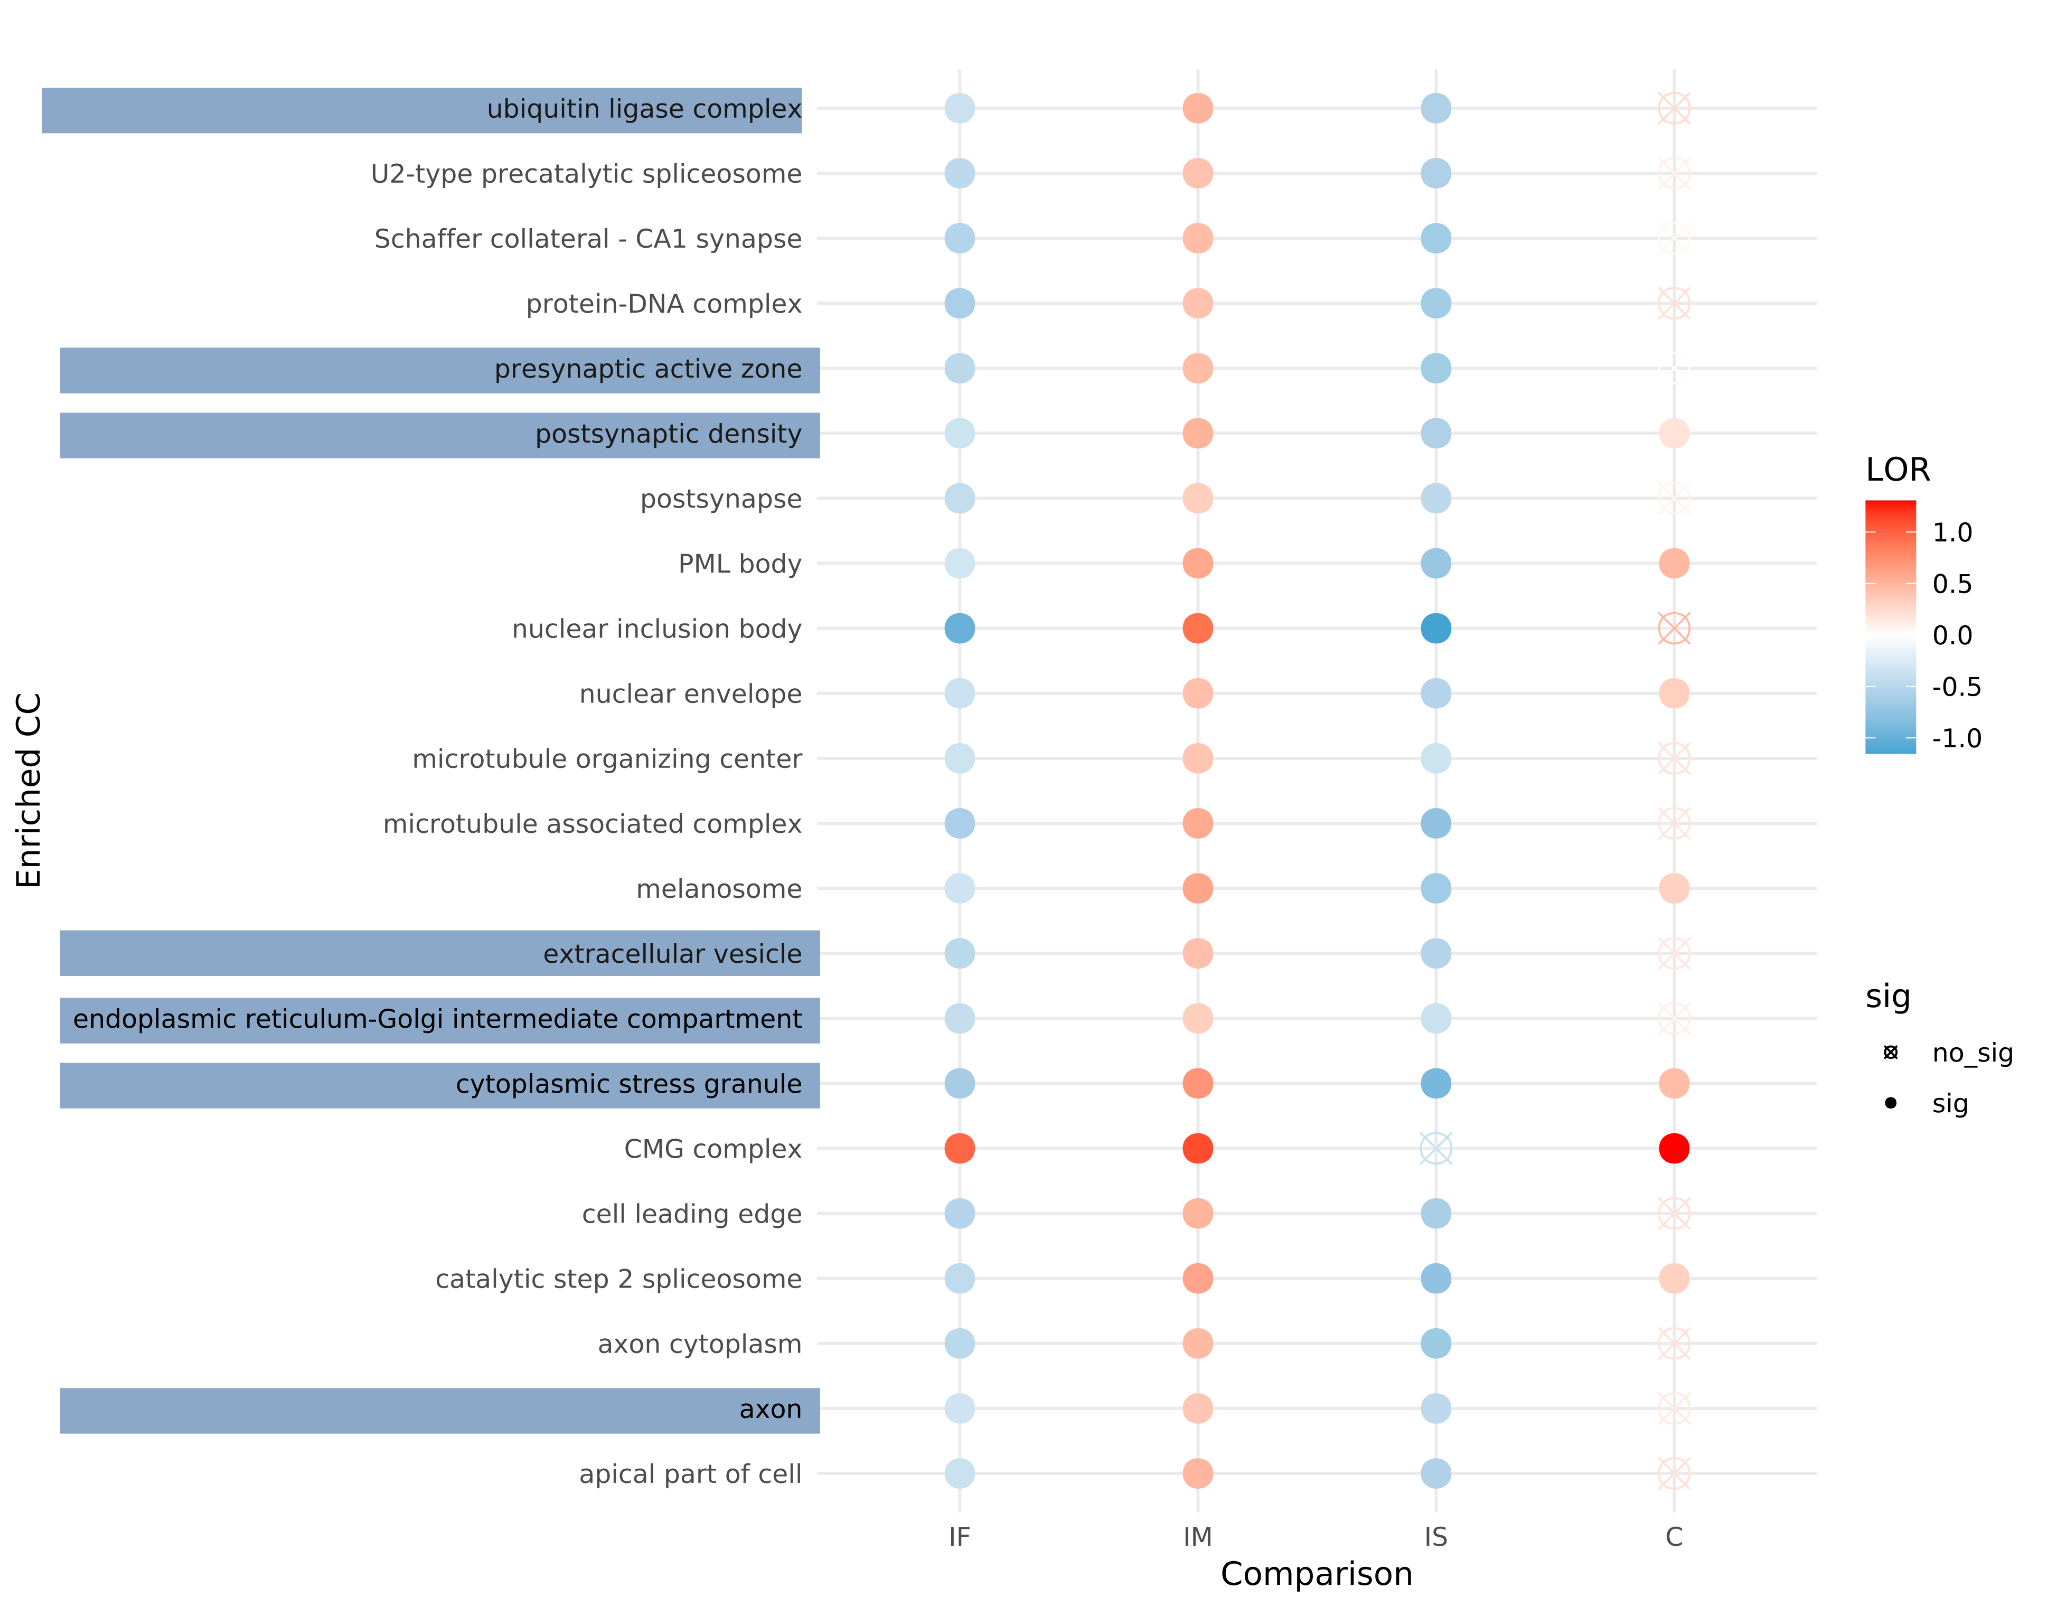 ubiquitin ligase complex
U2-type precatalytic spliceosome
Schaffer collateral - CA1 synapse
protein-DNA complex
presynaptic active zone
postsynaptic density
postsynapse
PML body
nuclear inclusion body
nuclear envelope
microtubule organizing center
microtubule associated complex
melanosome
extracellular vesicle
endoplasmic reticulum-Golgi intermediate compartment
cytoplasmic stress granule
CMG complex
cell leading edge
catalytic step 2 spliceosome
axon cytoplasm
axon
apical part of cell
Enriched CC
IF IM IS C
Comparison
LOR
1.0
0.5
0.0
-0.5
-1.0
sig
no_sig
sig